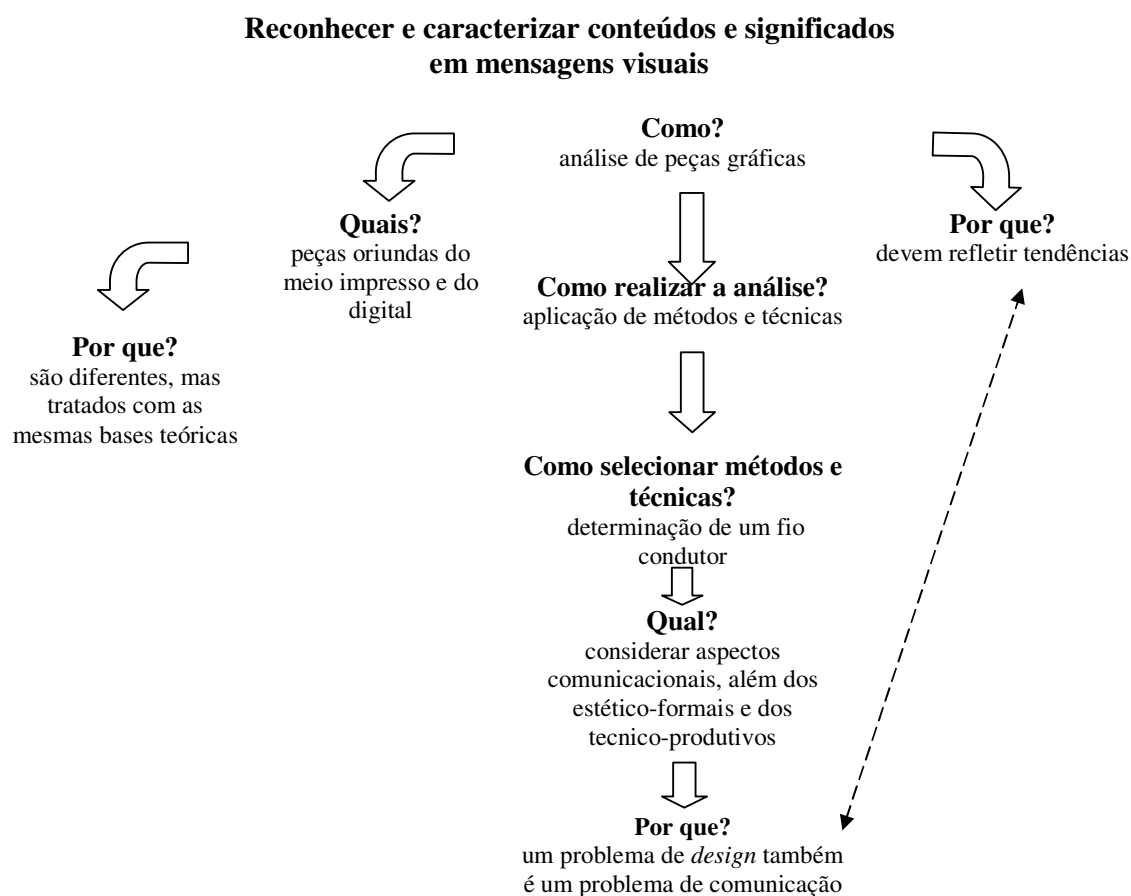 Reconhecer e caracterizar conteúdos e significados
em mensagens visuais
Como?
análise de peças gráficas
Quais?
peças oriundas do
meio impresso e do
digital
Por que?
devem refletir tendências
Por que?
são diferentes, mas
tratados com as
mesmas bases teóricas
Como realizar a análise?
aplicação de métodos e técnicas
Como selecionar métodos e
técnicas?
determinação de um fio
condutor
Qual?
considerar aspectos
comunicacionais, além dos
estético-formais e dos
tecnico-produtivos
Por que?
um problema de design também
é um problema de comunicação